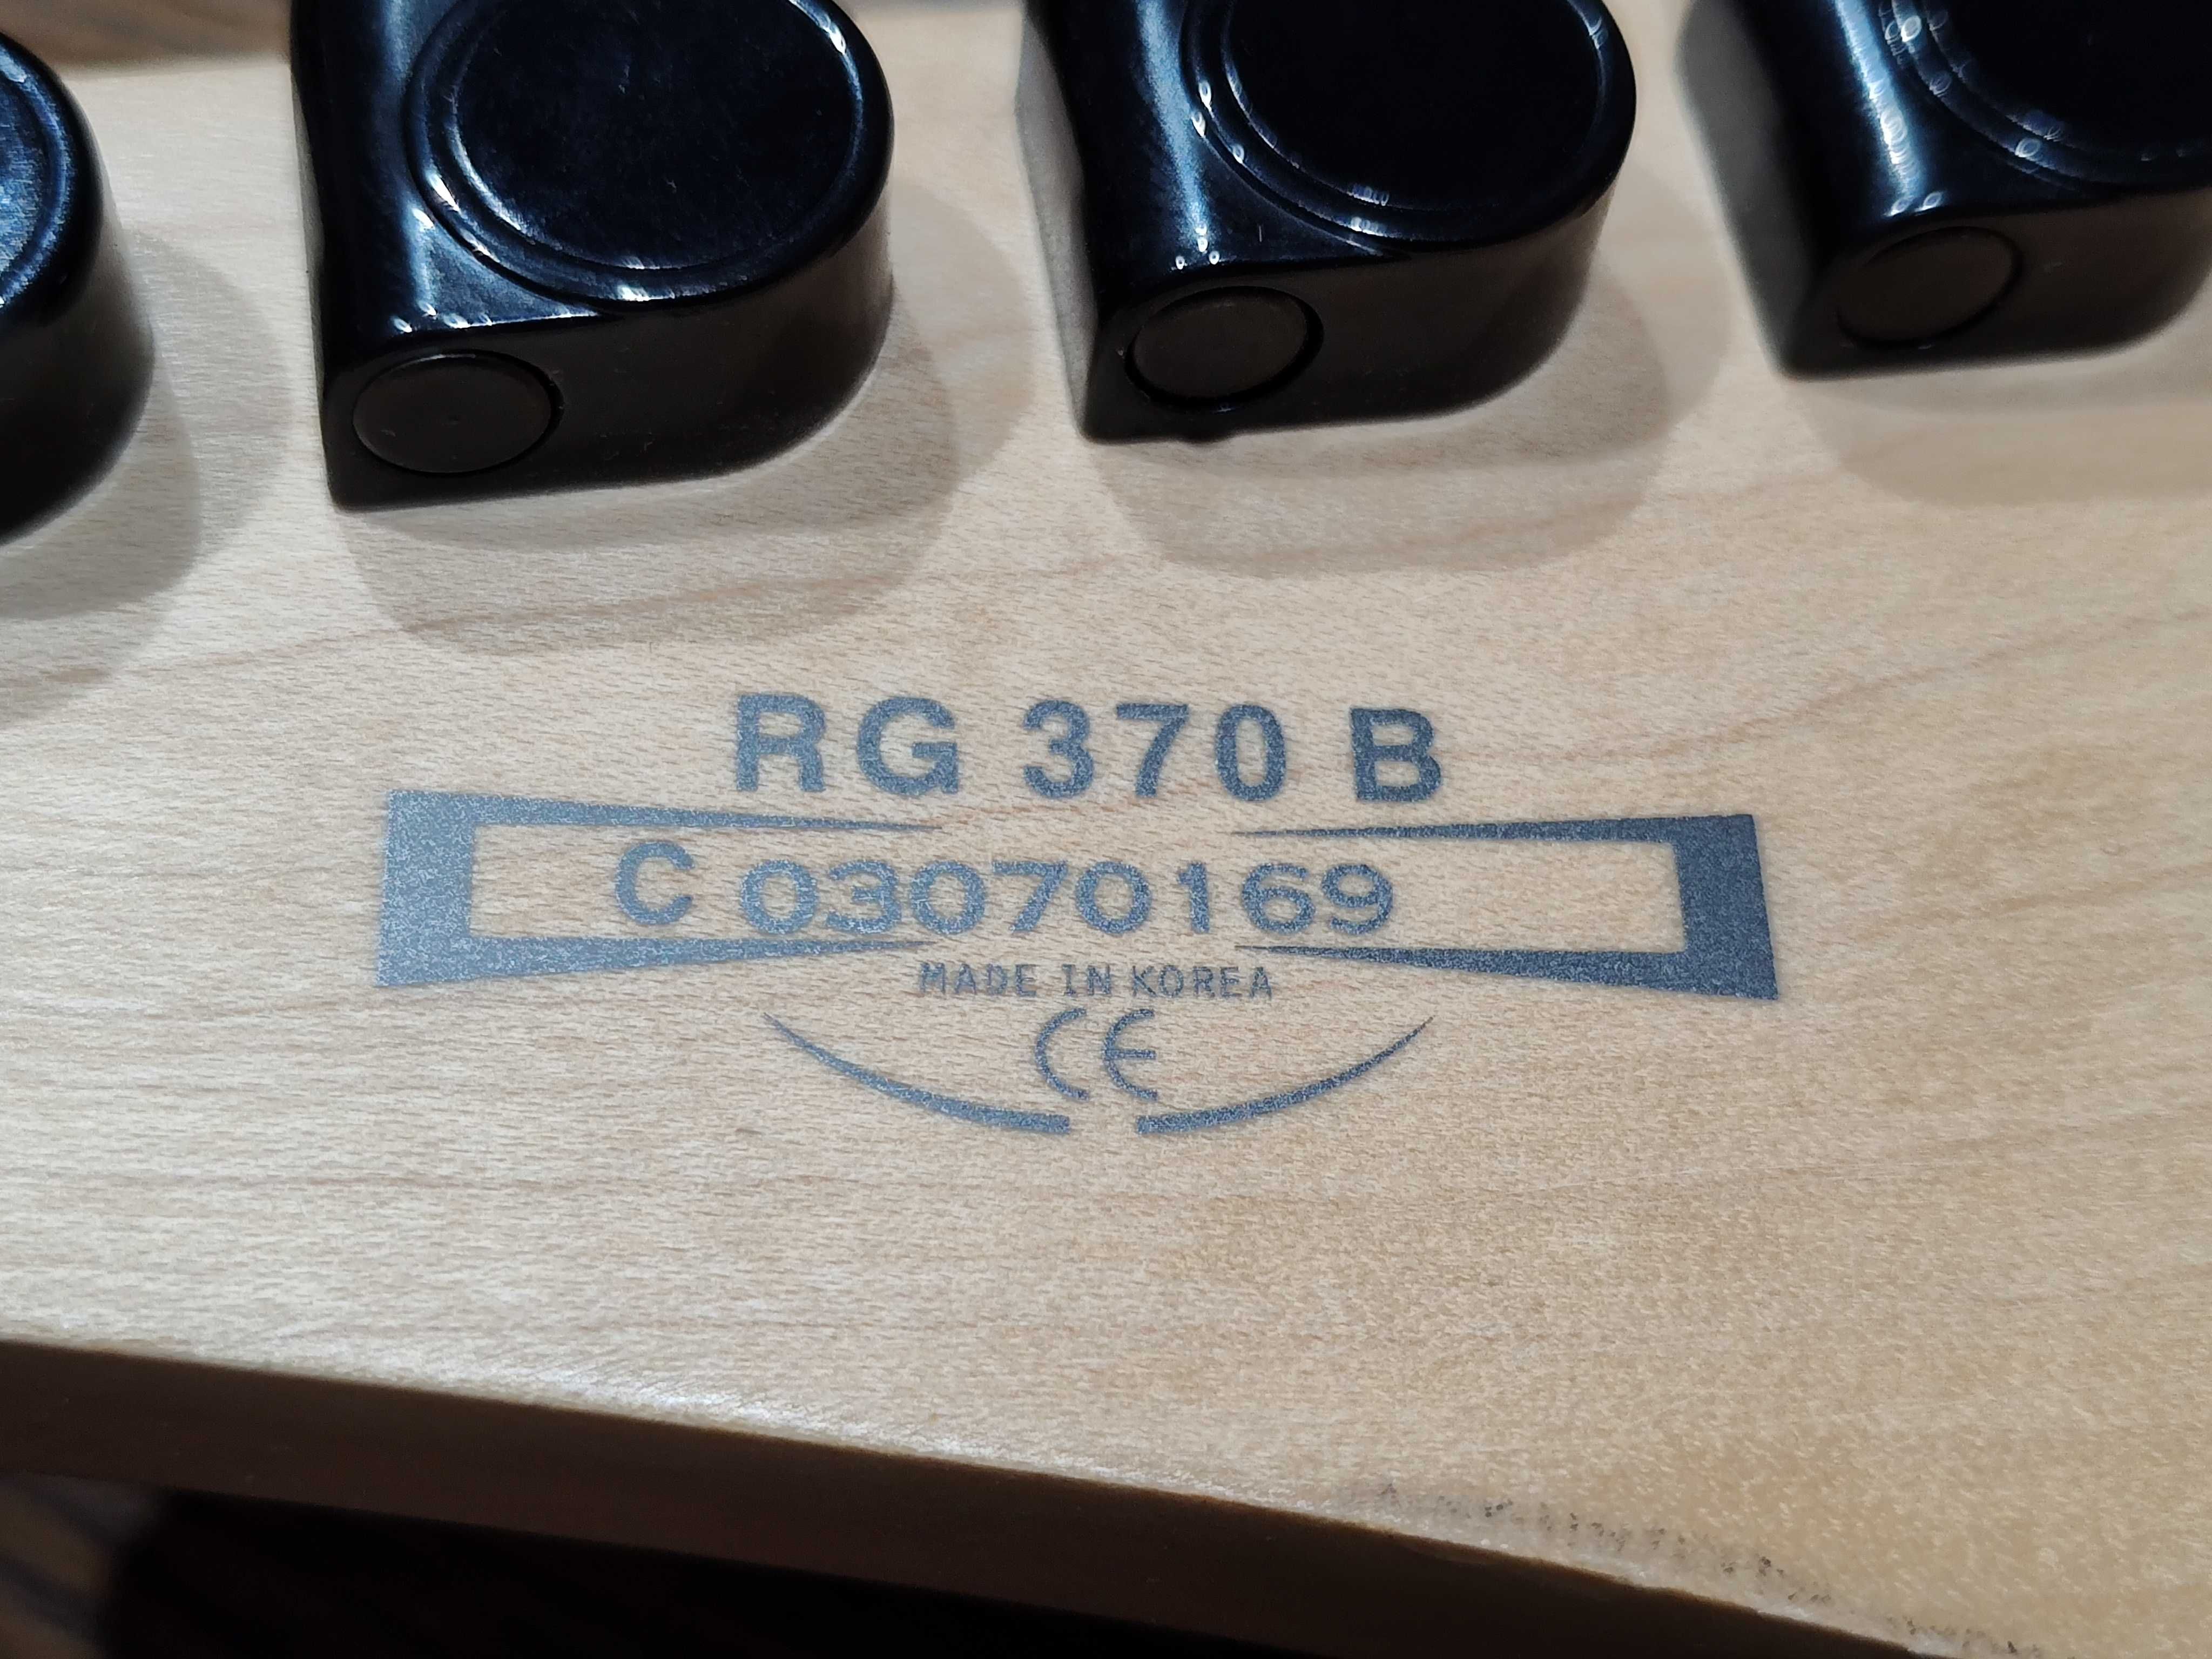 RG 370 B
C 03070169
MADE IN KOREA
CE